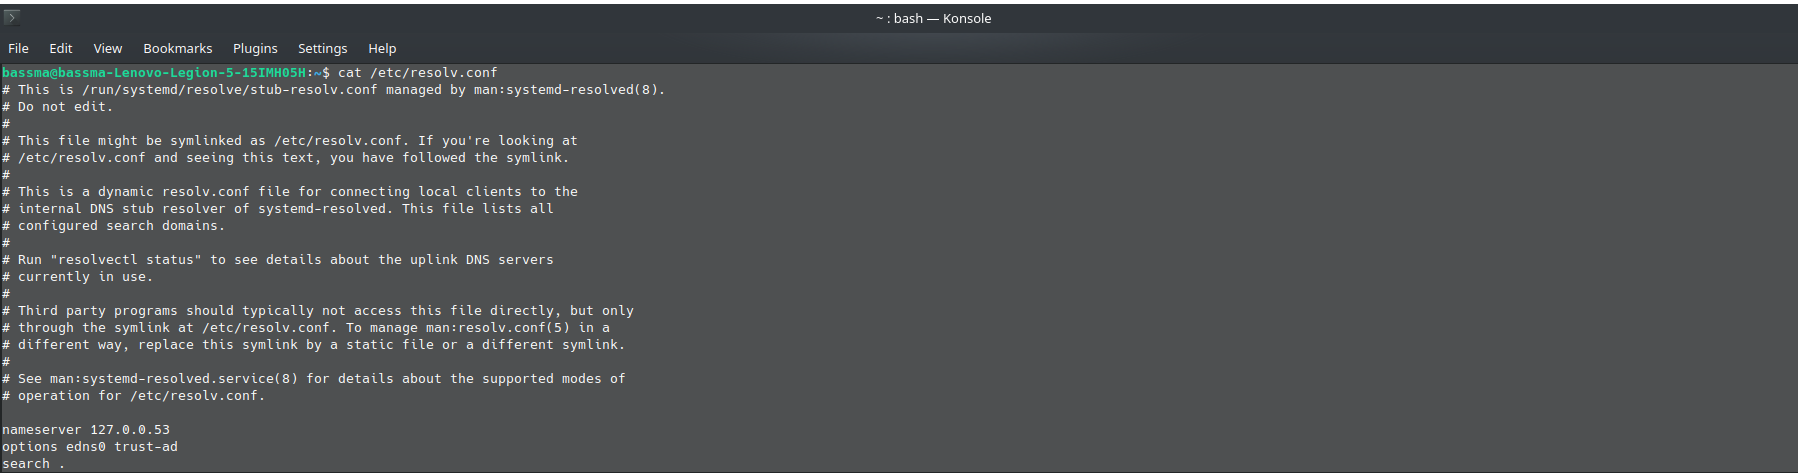 ~ : bash — Konsole
File Edit View Bookmarks Plugins Settings Help
bassma@bassma-Lenovo-Legion-5-15IMH05H:~$ cat /etc/resolv.conf
# This is /run/systemd/resolve/stub-resolv.conf managed by man:systemd-resolved(8).
# Do not edit.
#
# This file might be symlinked as /etc/resolv.conf. If you're looking at
# /etc/resolv.conf and seeing this text, you have followed the symlink.
#
# This is a dynamic resolv.conf file for connecting local clients to the
# internal DNS stub resolver of systemd-resolved. This file lists all
# configured search domains.
#
# Run "resolvectl status" to see details about the uplink DNS servers
# currently in use.
#
# Third party programs should typically not access this file directly, but only
# through the symlink at /etc/resolv.conf. To manage man:resolv.conf(5) in a
# different way, replace this symlink by a static file or a different symlink.
#
# See man:systemd-resolved.service(8) for details about the supported modes of
# operation for /etc/resolv.conf.
nameserver 127.0.0.53
options edns0 trust-ad
search .